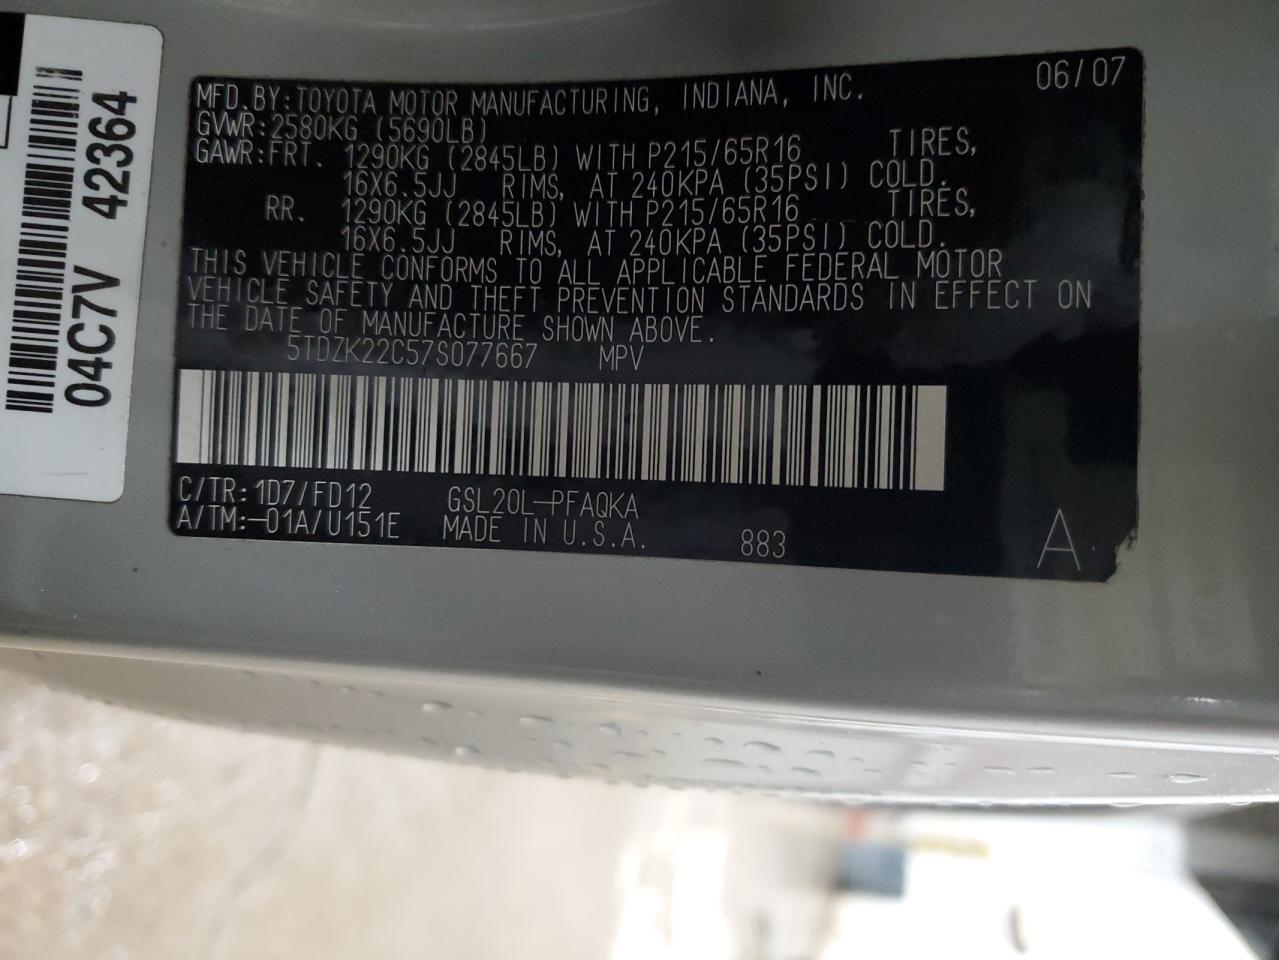 MFD.BY:TOYOTA MOTOR MANUFACTURING, INDIANA, INC. 06/07
GVWR:2580KG (5690LB)
GAWR:FRT. 1290KG (2845LB) WITH P215/65R16 TIRES,
16X6.5JJ RIMS, AT 240KPA (35PSI) COLD.
RR. 1290KG (2845LB) WITH P215/65R16 TIRES,
16X6.5JJ RIMS, AT 240KPA (35PSI) COLD.
THIS VEHICLE CONFORMS TO ALL APPLICABLE FEDERAL MOTOR
VEHICLE SAFETY AND THEFT PREVENTION STANDARDS IN EFFECT ON
THE DATE OF MANUFACTURE SHOWN ABOVE.
5TDZK22C57S077667 MPV
C/TR:1D7/FD12 GSL20L-PFAQKA
A/TM:-01A/U151E MADE IN U.S.A. 883 A
04C7V 42364